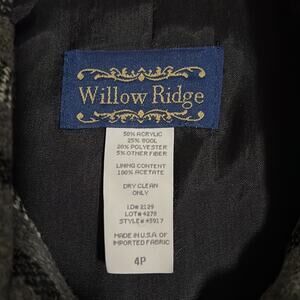 Willow Ridge
50% ACRYLIC
25% WOOL
20% POLYESTER
5% OTHER FIBER
LINING CONTENT
100% ACETATE
DRY CLEAN
ONLY
I.D# 2129
LOT# 4278
STYLE# 45917
MADE IN U.S.A. OF
IMPORTED FABRIC
4P